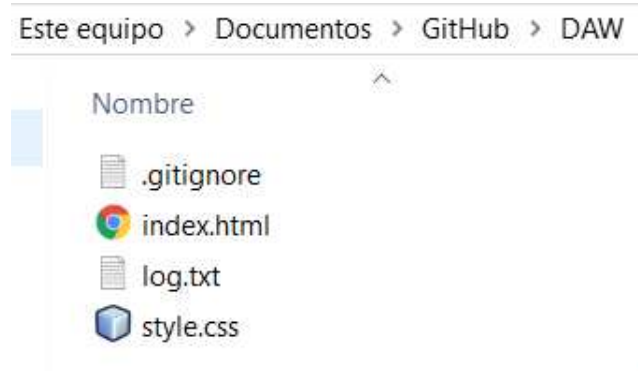 Este equipo > Documentos > GitHub > DAW
Nombre
.gitignore
index.html
log.txt
style.css